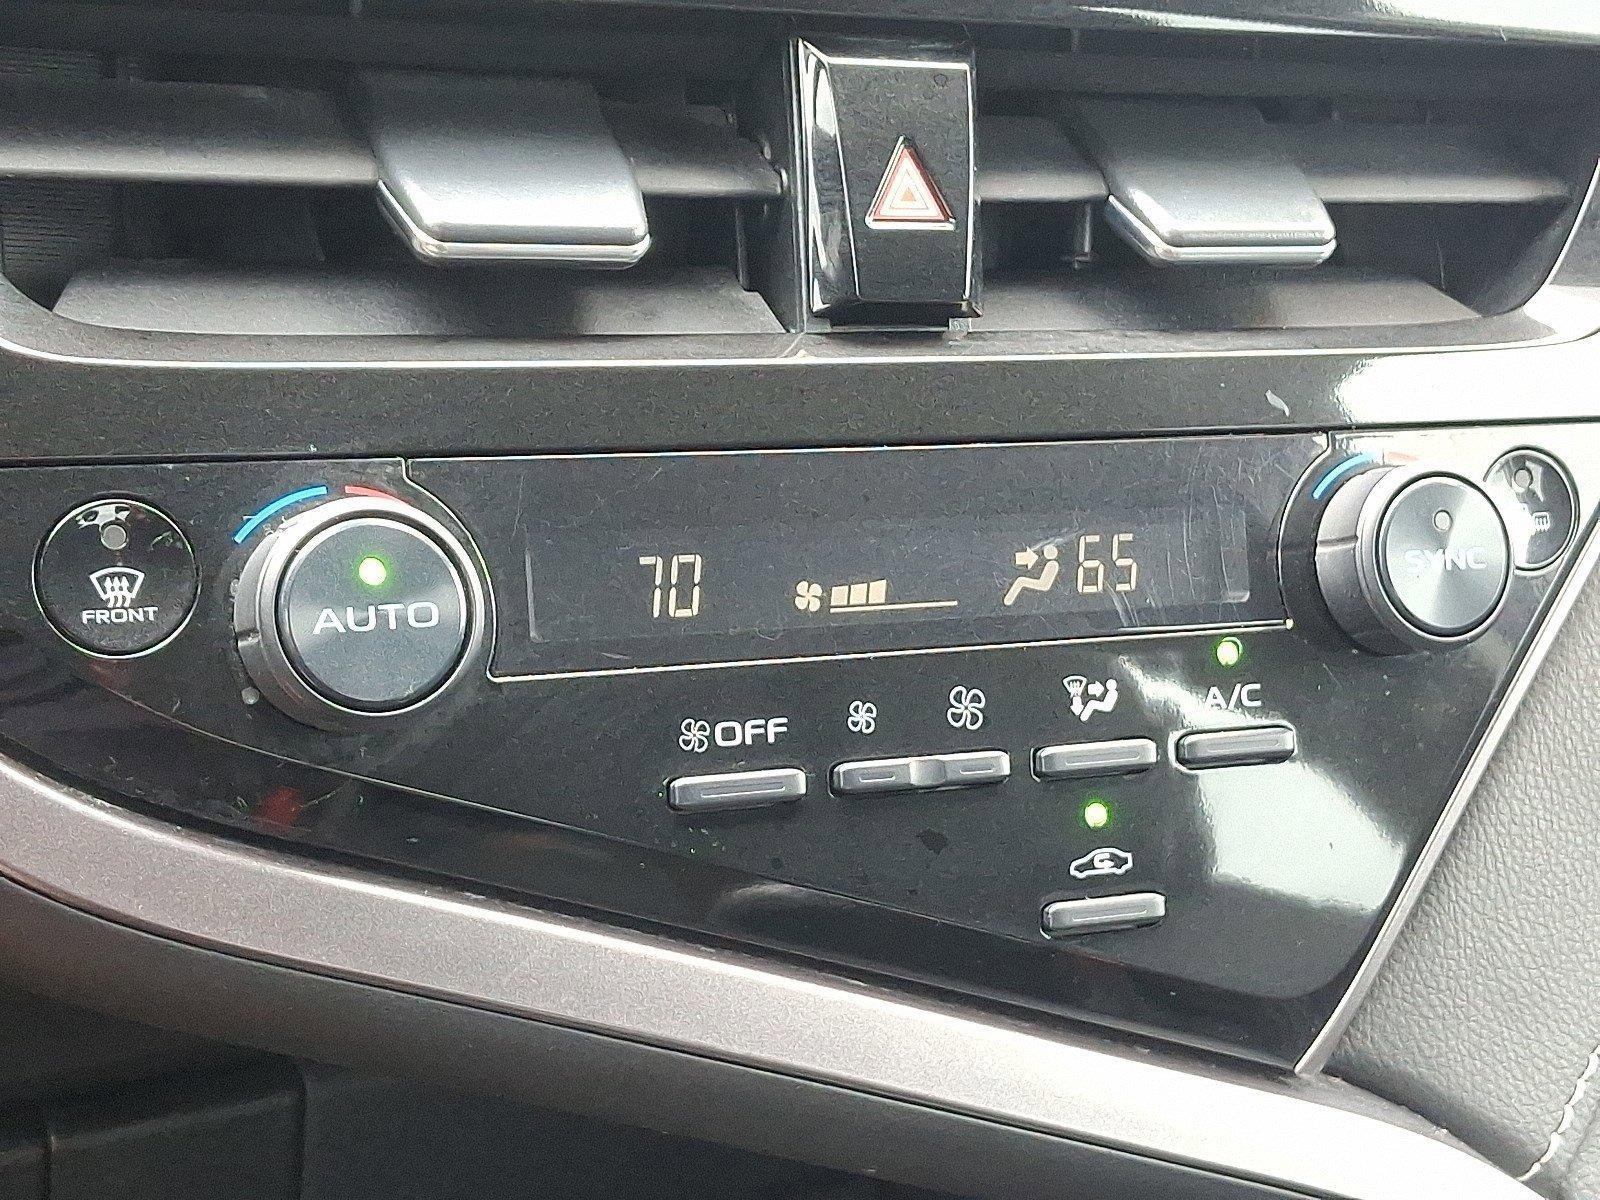 FRONT
AUTO
70
65
SYNC
OFF
A/C